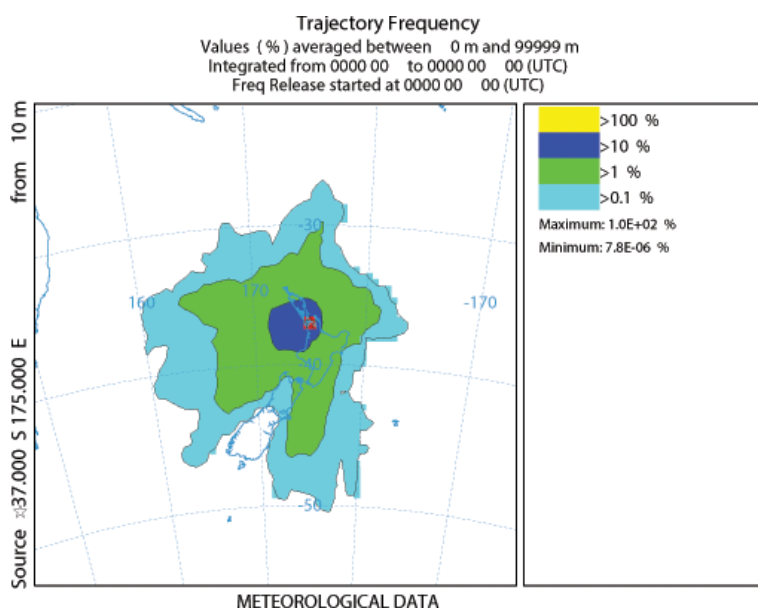 Trajectory Frequency
Values ( % ) averaged between 0 m and 99999 m
Integrated from 0000 00 to 0000 00 00 (UTC)
Freq Release started at 0000 00 00 (UTC)
Source ☆37.000 S 175.000 E from 10 m
-30
160
170
-170
-40
-50
>100 %
>10 %
>1 %
>0.1 %
Maximum: 1.0E+02 %
Minimum: 7.8E-06 %
METEOROLOGICAL DATA